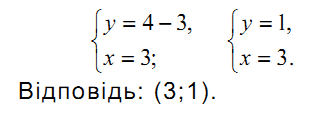 { y = 4 − 3,   { y = 1,
{ x = 3;   { x = 3.
Відповідь: (3;1).